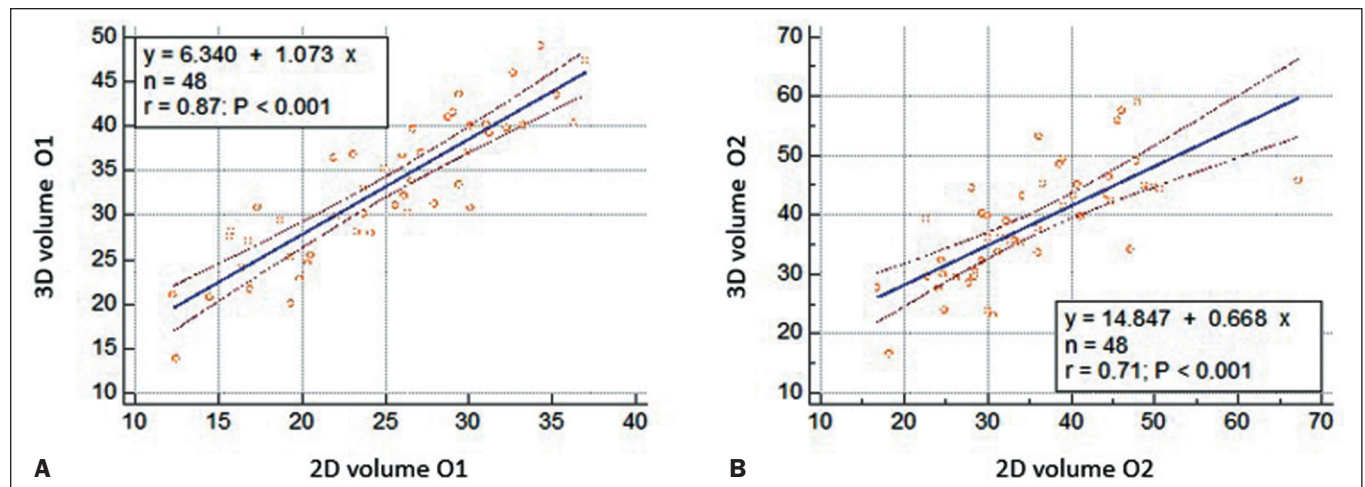 50
45
40
35
30
25
20
15
10
3D volume O1
y = 6.340 + 1.073 x
n = 48
r = 0.87; P < 0.001
10 15 20 25 30 35 40
A
2D volume O1
70
60
50
40
30
20
10
3D volume O2
y = 14.847 + 0.668 x
n = 48
r = 0.71; P < 0.001
10 20 30 40 50 60 70
B
2D volume O2